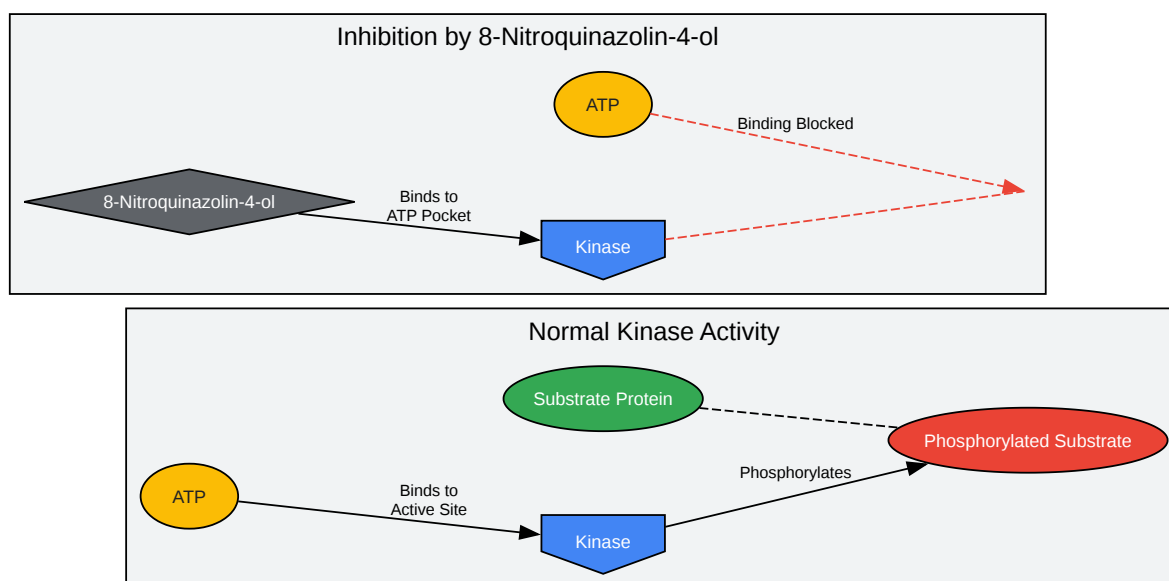 Inhibition by 8-Nitroquinazolin-4-ol
ATP
Binding Blocked
8-Nitroquinazolin-4-ol
Binds to
ATP Pocket
Kinase
Normal Kinase Activity
Substrate Protein
Phosphorylated Substrate
Phosphorylates
ATP
Binds to
Active Site
Kinase